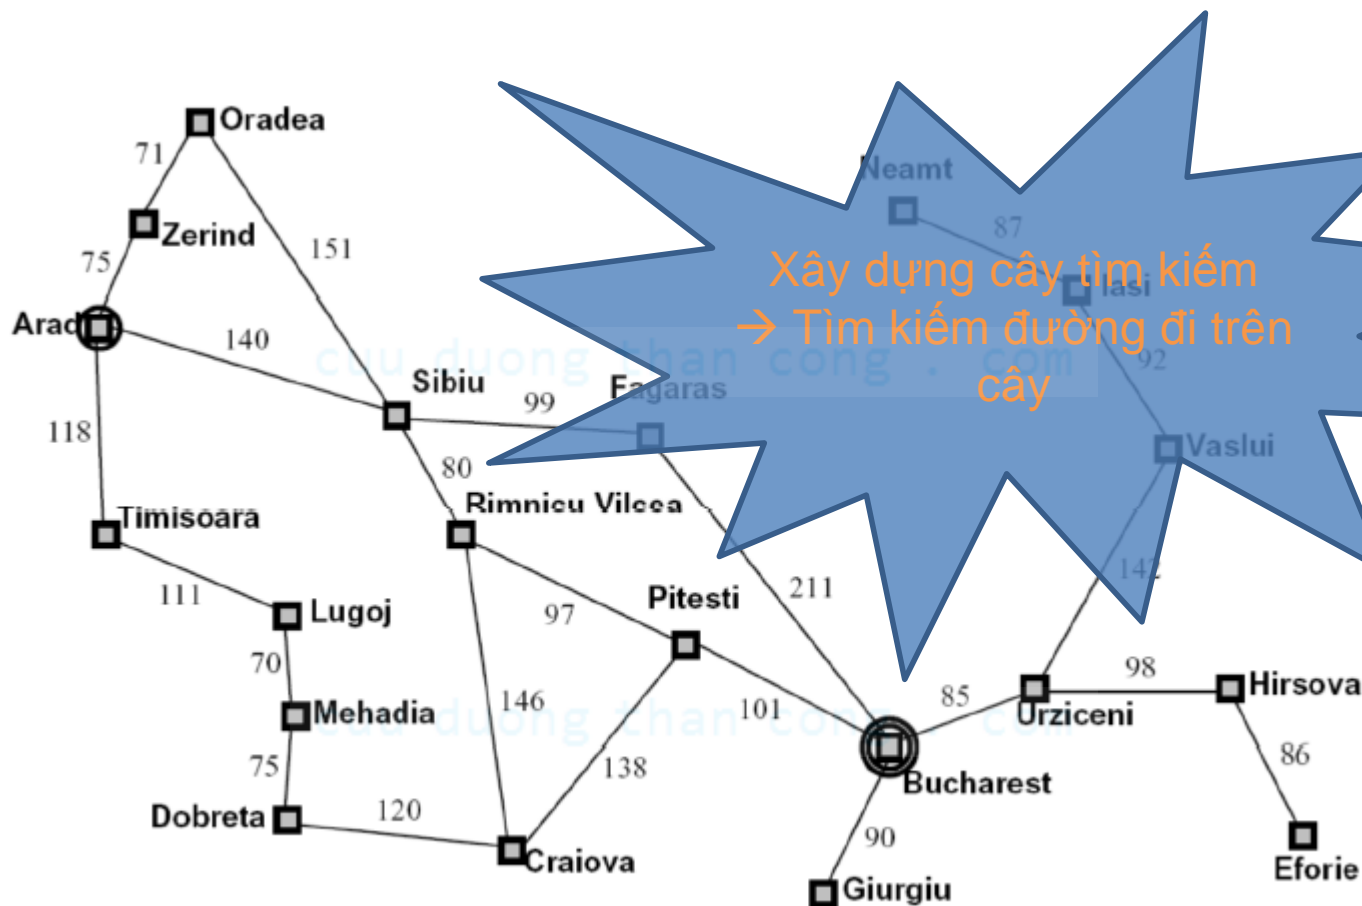 Oradea
71
Neamt
87
Zerind
151
75
Xây dựng cây tìm kiếm
→ Tìm kiếm đường đi trên
cây
Iasi
Arad
140
cuu duong than cong . com
92
Sibiu
Fagaras
99
118
Vaslui
80
Rimnicu Vilcea
Timisoara
142
211
111
Pitesti
Lugoj
97
70
98
Hirsova
85
146
101
Mehadia
cuu duong than cong . com
Urziceni
86
75
138
Bucharest
120
Dobreta
90
Craiova
Eforie
Giurgiu